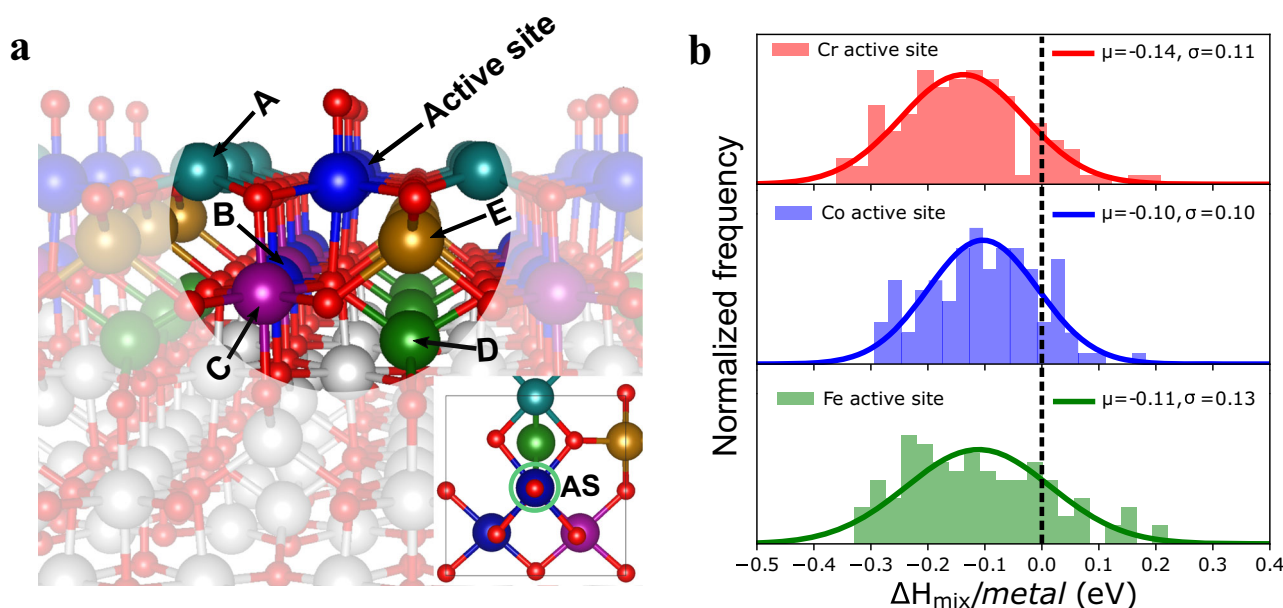 a
A
Active site
B
E
C
D
AS
b
Normalized frequency
Cr active site
μ=-0.14, σ=0.11
Co active site
μ=-0.10, σ=0.10
Fe active site
μ=-0.11, σ=0.13
−0.5 −0.4 −0.3 −0.2 −0.1 0.0 0.1 0.2 0.3 0.4
ΔHmix/metal (eV)